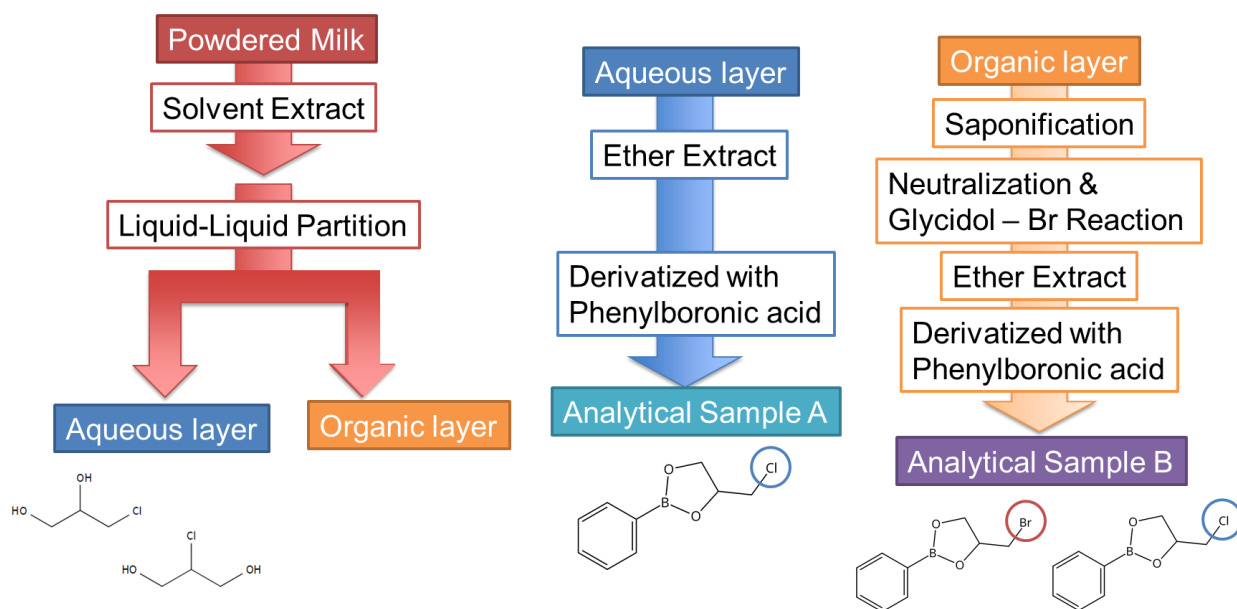 Powdered Milk
Solvent Extract
Liquid-Liquid Partition
Aqueous layer
Organic layer
OH
HO
Cl
Cl
HO
OH
Aqueous layer
Ether Extract
Derivatized with
Phenylboronic acid
Analytical Sample A
O
B
O
Cl
Organic layer
Saponification
Neutralization &
Glycidol – Br Reaction
Ether Extract
Derivatized with
Phenylboronic acid
Analytical Sample B
O
B
O
Br
O
B
O
Cl